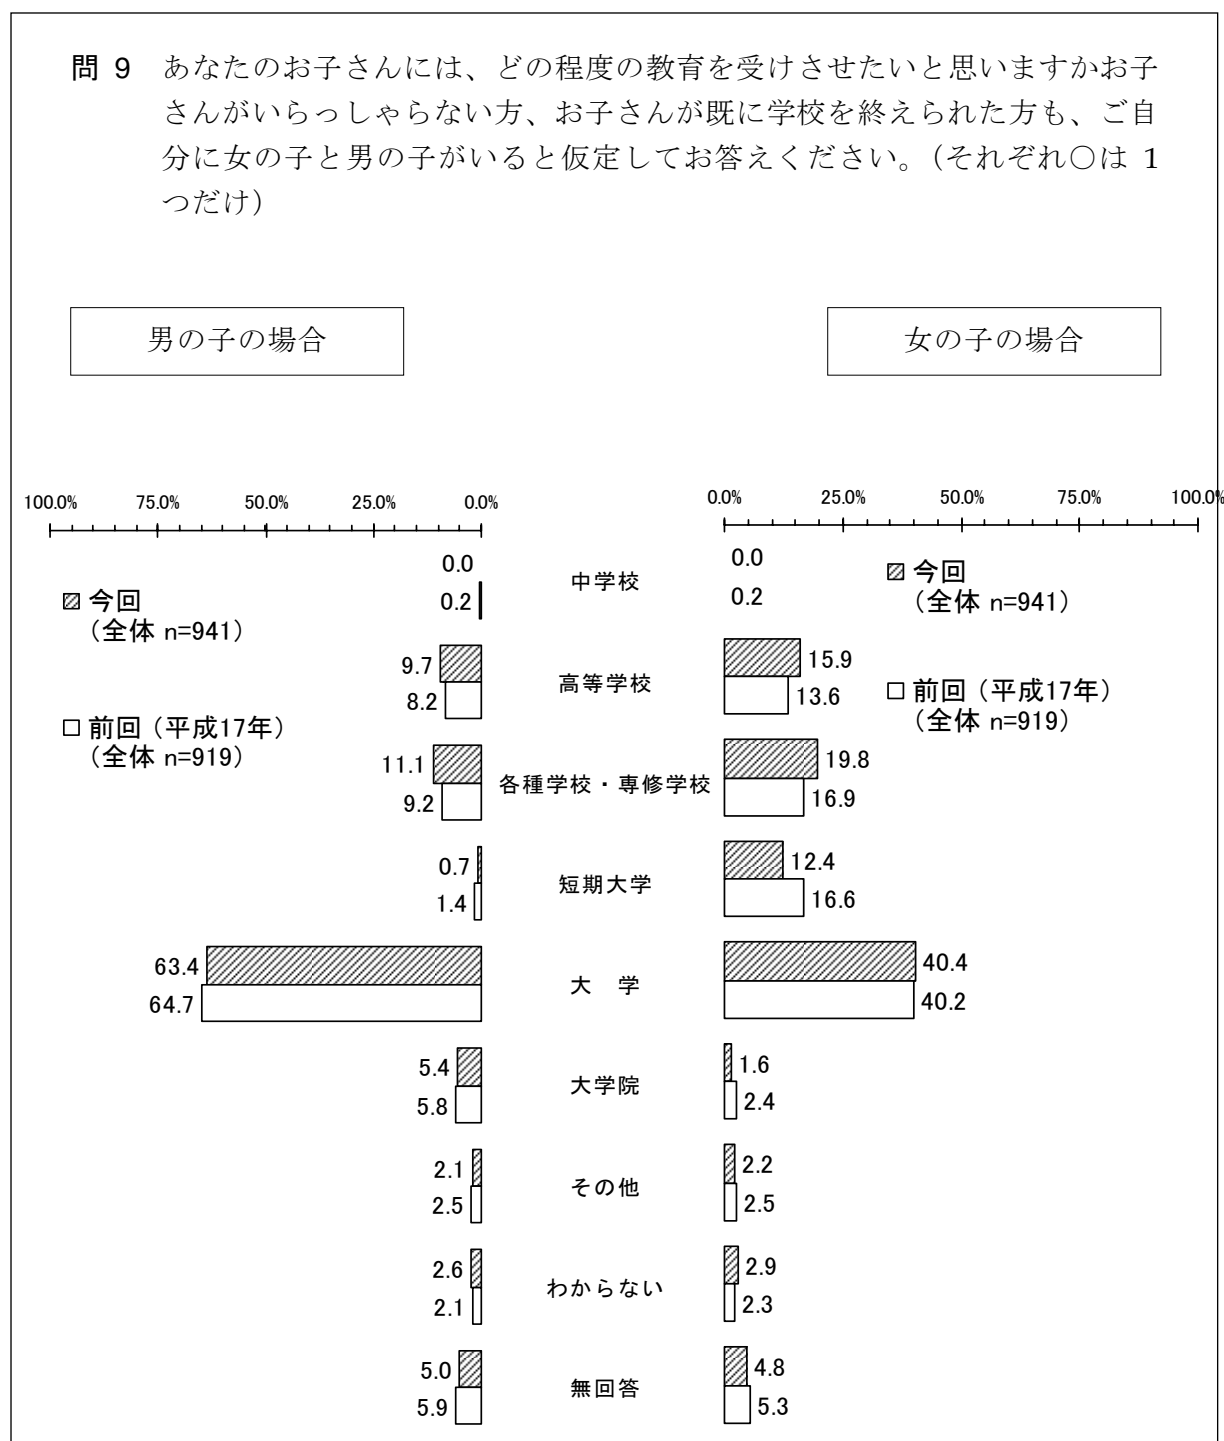 問 9 あなたのお子さんには、どの程度の教育を受けさせたいと思いますかお子
さんがいらっしゃらない方、お子さんが既に学校を終えられた方も、ご自
分に女の子と男の子がいると仮定してお答えください。（それぞれ○は 1
つだけ）
男の子の場合
女の子の場合
100.0% 75.0% 50.0% 25.0% 0.0%
0.0% 25.0% 50.0% 75.0% 100.0%
今回
（全体 n=941）
前回（平成17年）
（全体 n=919）
今回
（全体 n=941）
前回（平成17年）
（全体 n=919）
0.0
0.2
中学校
0.0
0.2
9.7
8.2
高等学校
15.9
13.6
11.1
9.2
各種学校・専修学校
19.8
16.9
0.7
1.4
短期大学
12.4
16.6
63.4
64.7
大　学
40.4
40.2
5.4
5.8
大学院
1.6
2.4
2.1
2.5
その他
2.2
2.5
2.6
2.1
わからない
2.9
2.3
5.0
5.9
無回答
4.8
5.3